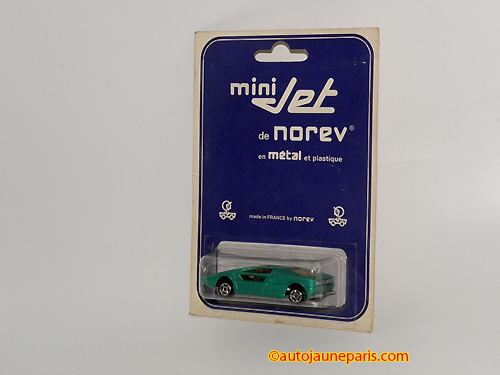 mini Jet
de norev®
en métal et plastique
made in FRANCE by norev
©autojauneparis.com